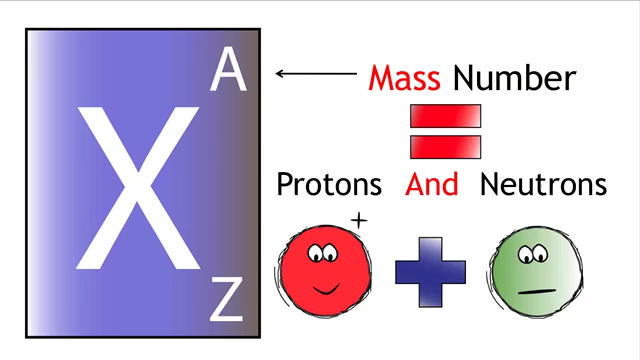 A
X
Z
Mass Number
=
Protons And Neutrons
+
+